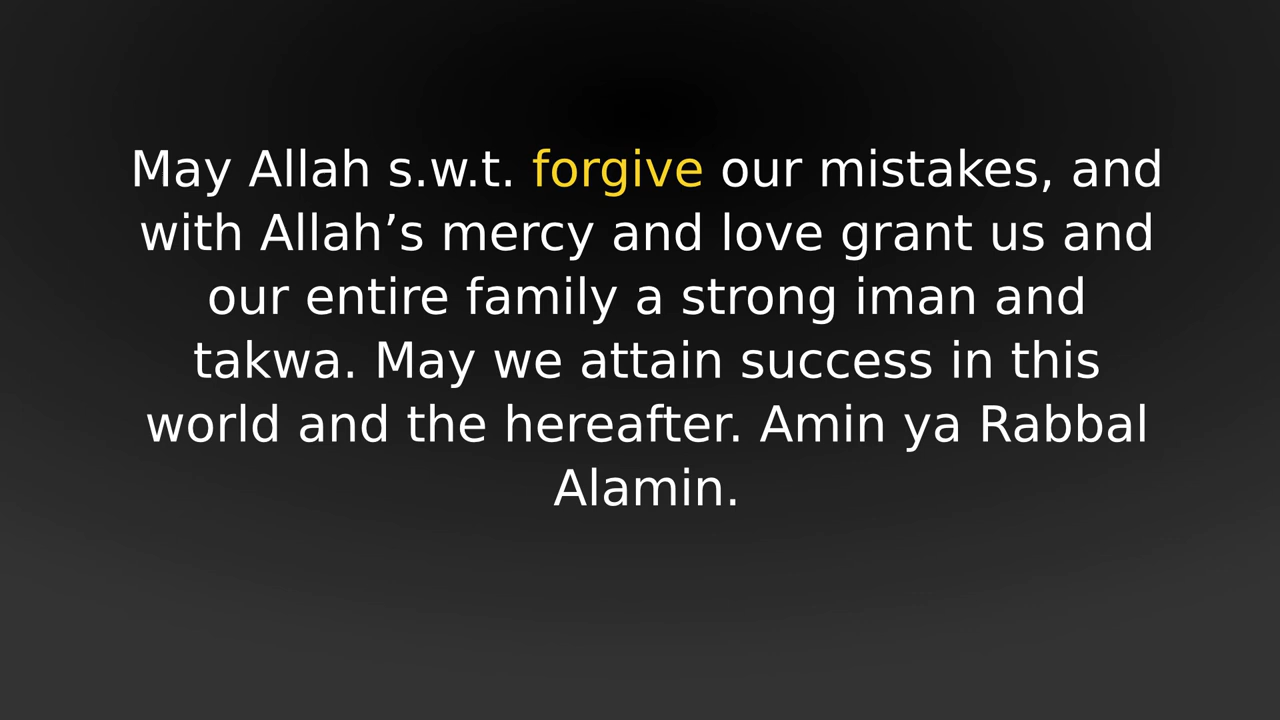 May Allah s.w.t. forgive our mistakes, and
with Allah’s mercy and love grant us and
our entire family a strong iman and
takwa. May we attain success in this
world and the hereafter. Amin ya Rabbal
Alamin.